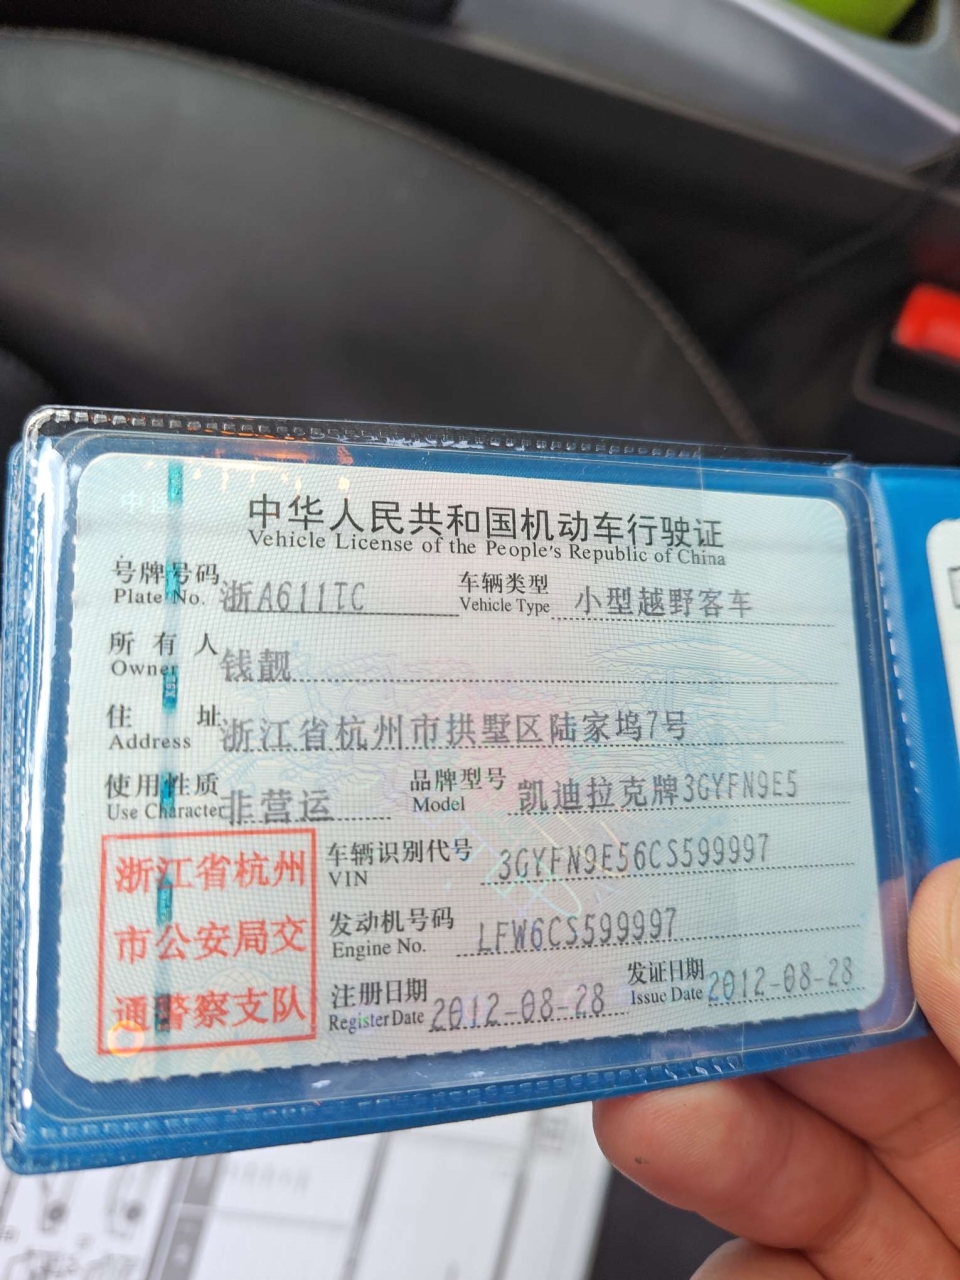 中华人民共和国机动车行驶证
Vehicle License of the People's Republic of China
号牌号码 浙A611TC 车辆类型 小型越野客车
Plate No. Vehicle Type
所有人 钱靓
Owner
住址 浙江省杭州市拱墅区陆家坞7号
Address
使用性质 非营运 品牌型号 凯迪拉克牌3GYFN9E5
Use Character Model
浙江省杭州
市公安局交
通警察支队
车辆识别代号 3GYFN9E56CS599997
VIN
发动机号码 LFW6CS599997
Engine No.
注册日期 2012-08-28 发证日期 2012-08-28
Register Date Issue Date